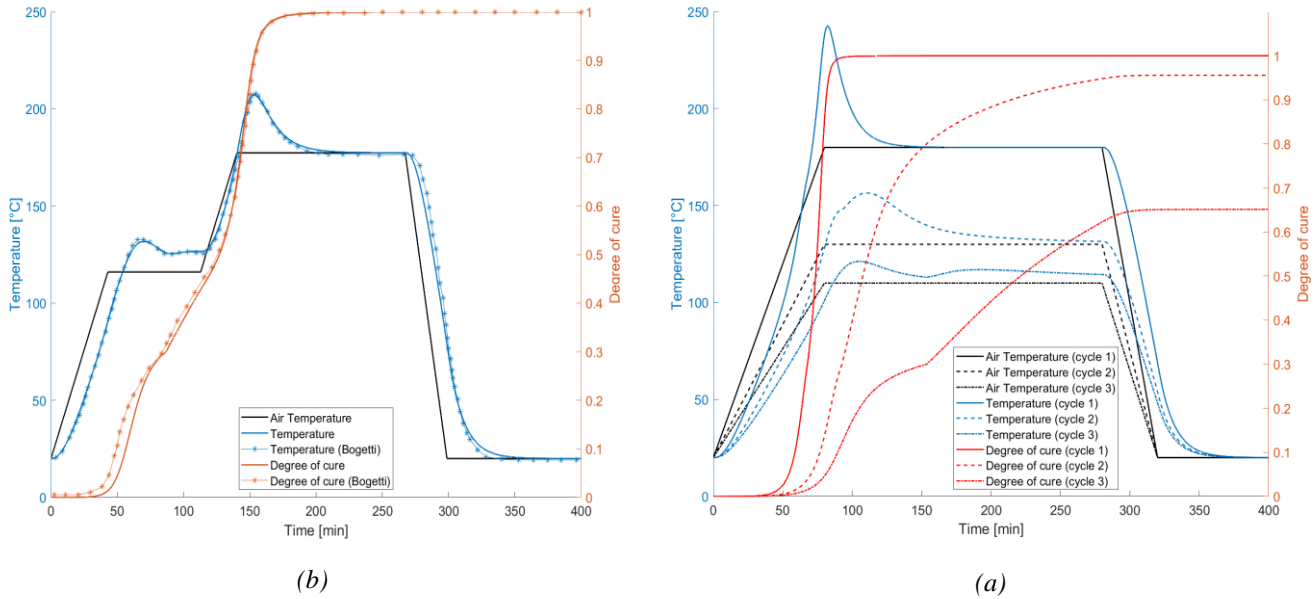 250
200
150
100
50
0
Temperature [°C]
1
0.9
0.8
0.7
0.6
0.5
0.4
0.3
0.2
0.1
0
Degree of cure
Air Temperature
Temperature
Temperature (Bogetti)
Degree of cure
Degree of cure (Bogetti)
0 50 100 150 200 250 300 350 400
Time [min]
(b)
250
200
150
100
50
0
Temperature [°C]
1
0.9
0.8
0.7
0.6
0.5
0.4
0.3
0.2
0.1
0
Degree of cure
Air Temperature (cycle 1)
Air Temperature (cycle 2)
Air Temperature (cycle 3)
Temperature (cycle 1)
Temperature (cycle 2)
Temperature (cycle 3)
Degree of cure (cycle 1)
Degree of cure (cycle 2)
Degree of cure (cycle 3)
0 50 100 150 200 250 300 350 400
Time [min]
(a)